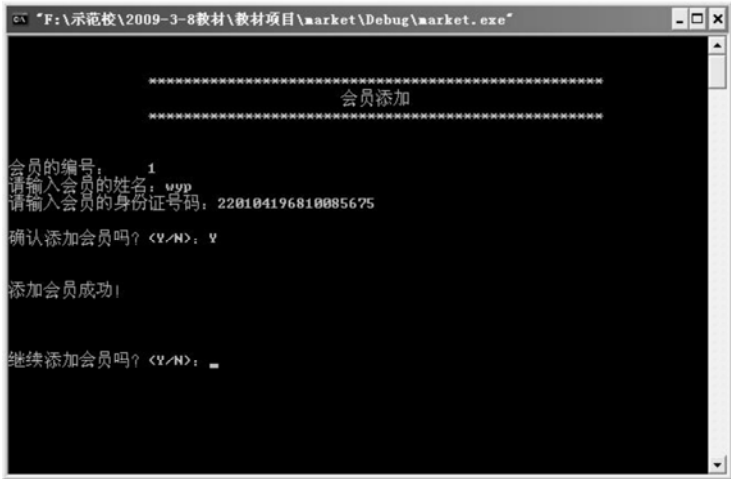 "F:\示范校\2009-3-8教材\教材项目\market\Debug\market.exe"
****************************************************
会员添加
****************************************************
会员的编号: 1
请输入会员的姓名: wyp
请输入会员的身份证号码: 220104196810085675
确认添加会员吗? <Y/N>: Y
添加会员成功!
继续添加会员吗? <Y/N>: _